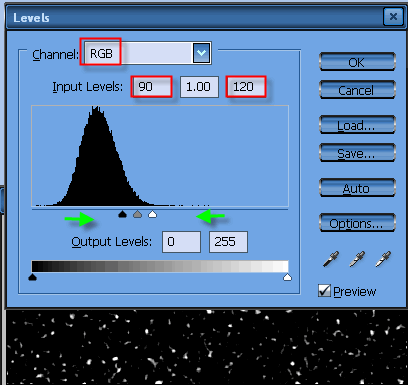 Levels
Channel: RGB
Input Levels: 90 1.00 120
Output Levels: 0 255
OK
Cancel
Load...
Save...
Auto
Options...
Preview